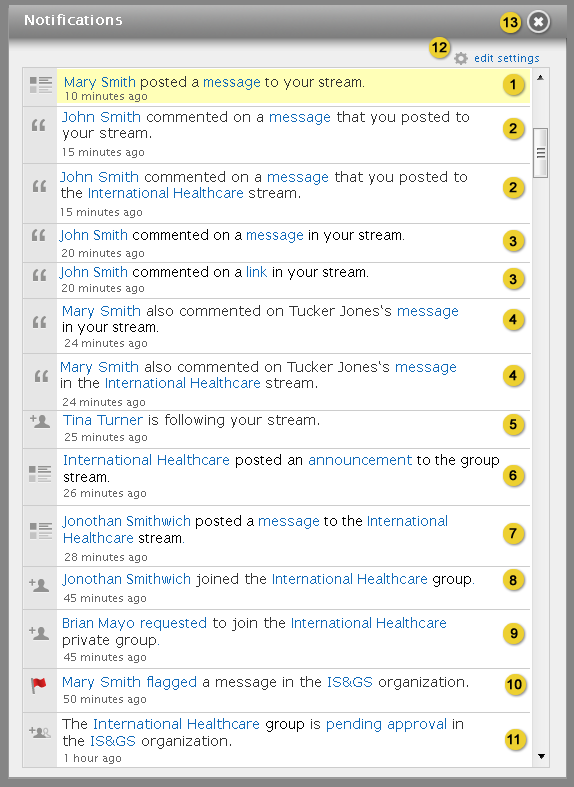 Notifications
13
12
edit settings
Mary Smith posted a message to your stream.
10 minutes ago
1
John Smith commented on a message that you posted to
your stream.
15 minutes ago
2
John Smith commented on a message that you posted to
the International Healthcare stream.
15 minutes ago
2
John Smith commented on a message in your stream.
20 minutes ago
3
John Smith commented on a link in your stream.
20 minutes ago
3
Mary Smith also commented on Tucker Jones's message
in your stream.
24 minutes ago
4
Mary Smith also commented on Tucker Jones's message
in the International Healthcare stream.
24 minutes ago
4
Tina Turner is following your stream.
25 minutes ago
5
International Healthcare posted an announcement to the group
stream.
26 minutes ago
6
Jonothan Smithwich posted a message to the International
Healthcare stream.
28 minutes ago
7
Jonothan Smithwich joined the International Healthcare group.
45 minutes ago
8
Brian Mayo requested to join the International Healthcare
private group.
45 minutes ago
9
Mary Smith flagged a message in the IS&GS organization.
50 minutes ago
10
The International Healthcare group is pending approval in
the IS&GS organization.
1 hour ago
11